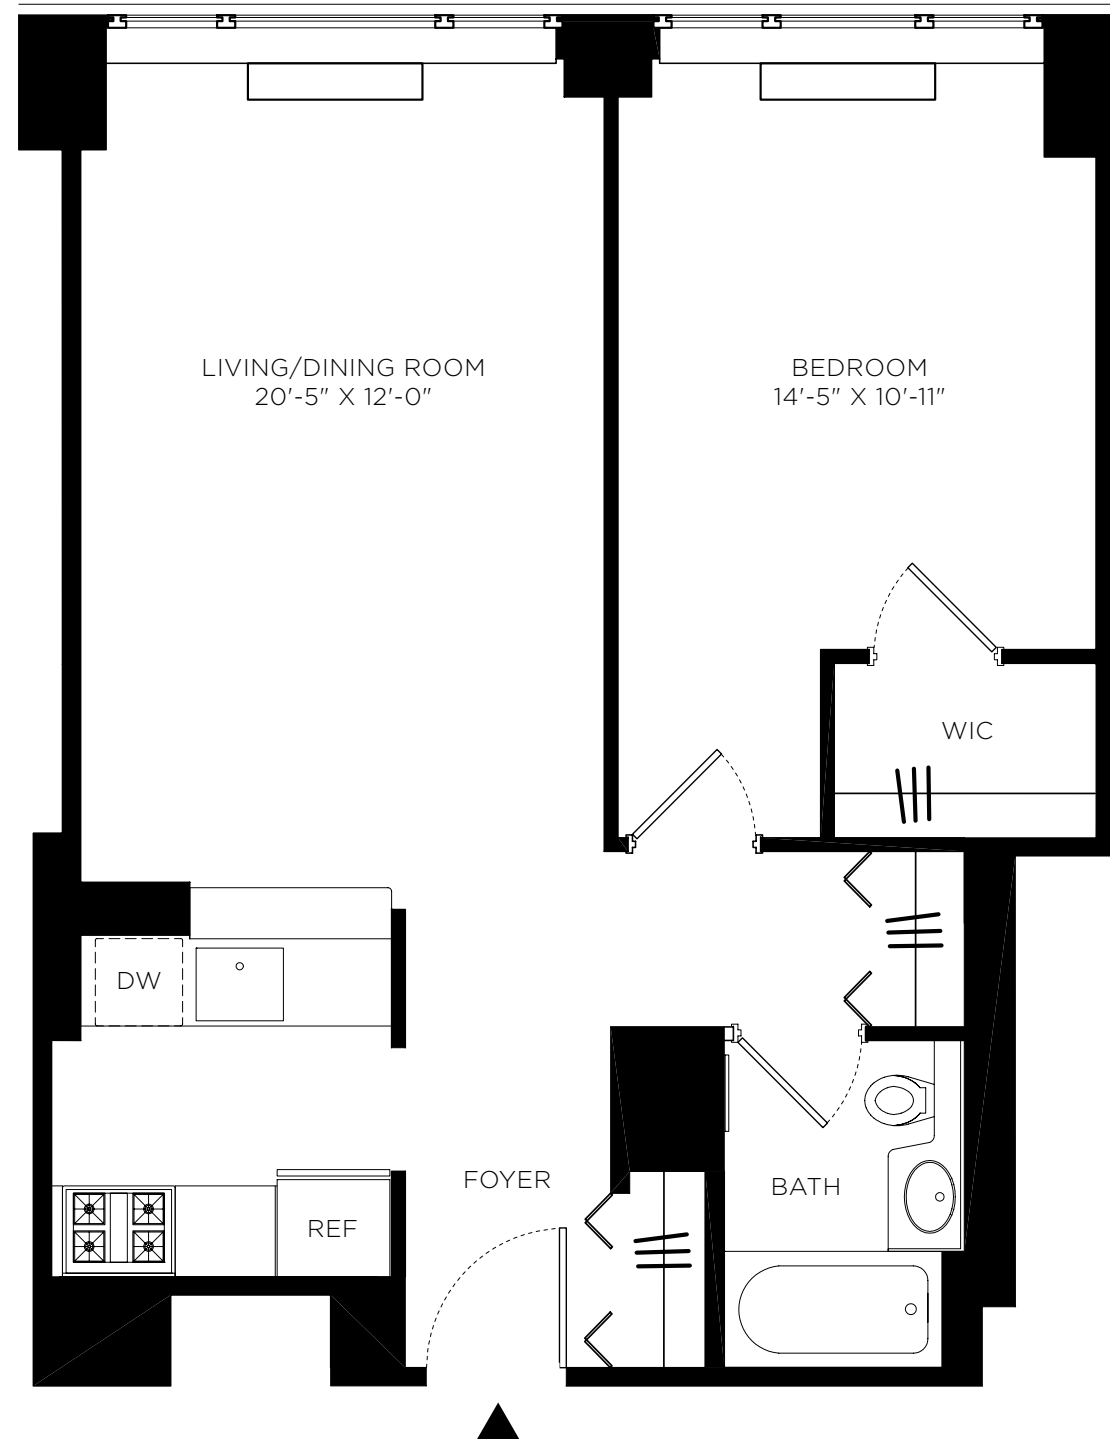 LIVING/DINING ROOM
20'-5" X 12'-0"
BEDROOM
14'-5" X 10'-11"
WIC
DW
FOYER
BATH
REF